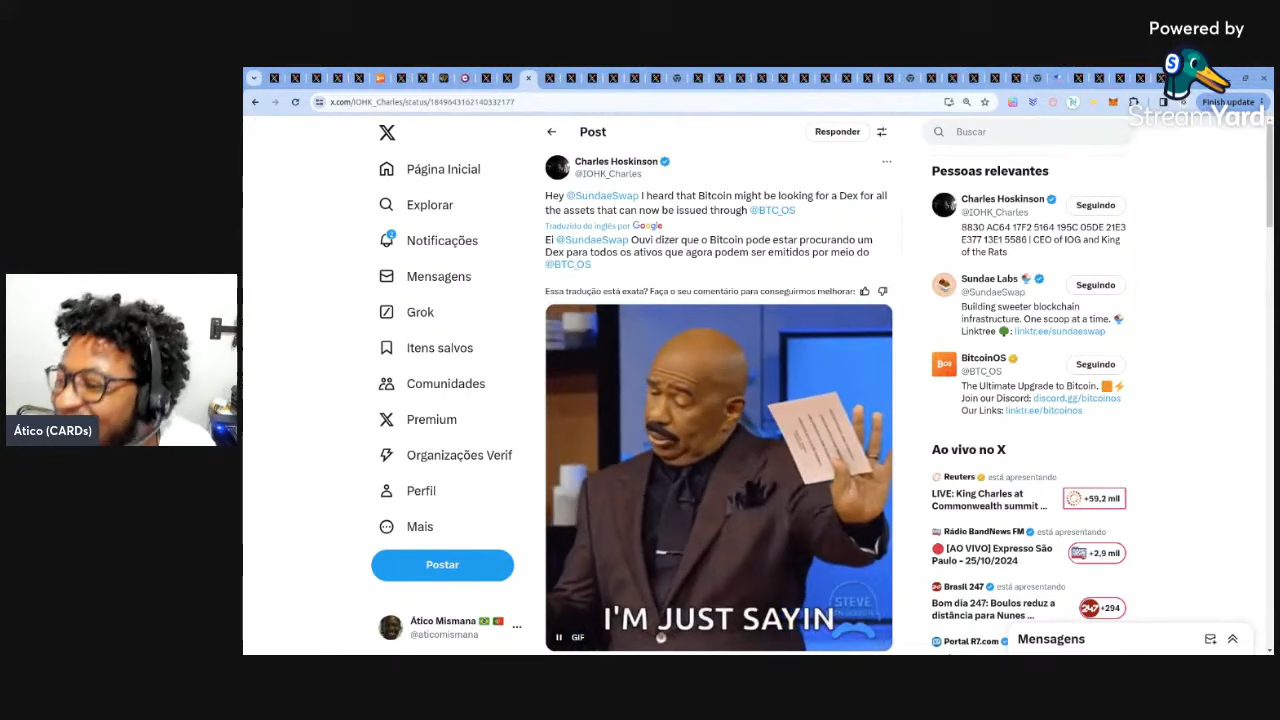 Powered by
StreamYard
x.com/IOHK_Charles/status/1849643162140332177
Finish update
Post
Responder
Buscar
Página Inicial
Explorar
2
Notificações
Mensagens
Grok
Itens salvos
Comunidades
Premium
Organizações Verif
Perfil
Mais
Postar
Ático Mismana
@aticomismana
Charles Hoskinson
@IOHK_Charles
Hey @SundaeSwap I heard that Bitcoin might be looking for a Dex for all
the assets that can now be issued through @BTC_OS
Traduzido do inglês por Google
Ei @SundaeSwap Ouvi dizer que o Bitcoin pode estar procurando um
Dex para todos os ativos que agora podem ser emitidos por meio do
@BTC_OS
Essa tradução está exata? Faça o seu comentário para conseguirmos melhorar:
I'M JUST SAYIN
STEVE
GIF
Pessoas relevantes
Charles Hoskinson
@IOHK_Charles
Seguindo
8830 AC64 17F2 5164 195C 05DE 21E3
E377 13E1 5586 | CEO of IOG and King
of the Rats
Sundae Labs
@SundaeSwap
Seguindo
Building sweeter blockchain
infrastructure. One scoop at a time.
Linktree : linktr.ee/sundaeswap
BOS
BitcoinOS
@BTC_OS
Seguindo
The Ultimate Upgrade to Bitcoin.
Join our Discord: discord.gg/bitcoinos
Our Links: linktr.ee/bitcoinos
Ao vivo no X
Reuters está apresentando
LIVE: King Charles at
Commonwealth summit ...
+59,2 mil
Rádio BandNews FM está apresentando
[AO VIVO] Expresso São
Paulo - 25/10/2024
+2,9 mil
Brasil 247 está apresentando
Bom dia 247: Boulos reduz a
distância para Nunes ...
247 +294
Portal R7.com
Mensagens
Ático (CARDs)